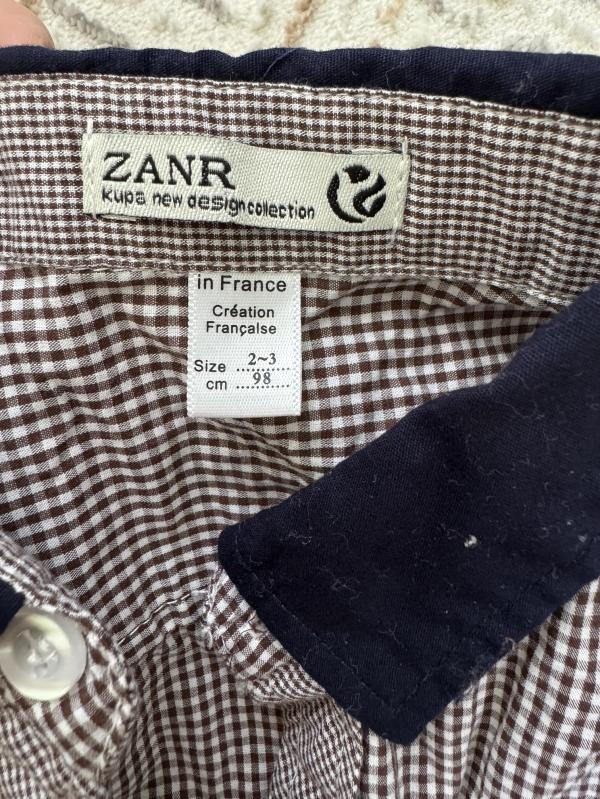 ZANR
kupa new design collection
in France
Création
Française
Size 2~3
cm 98